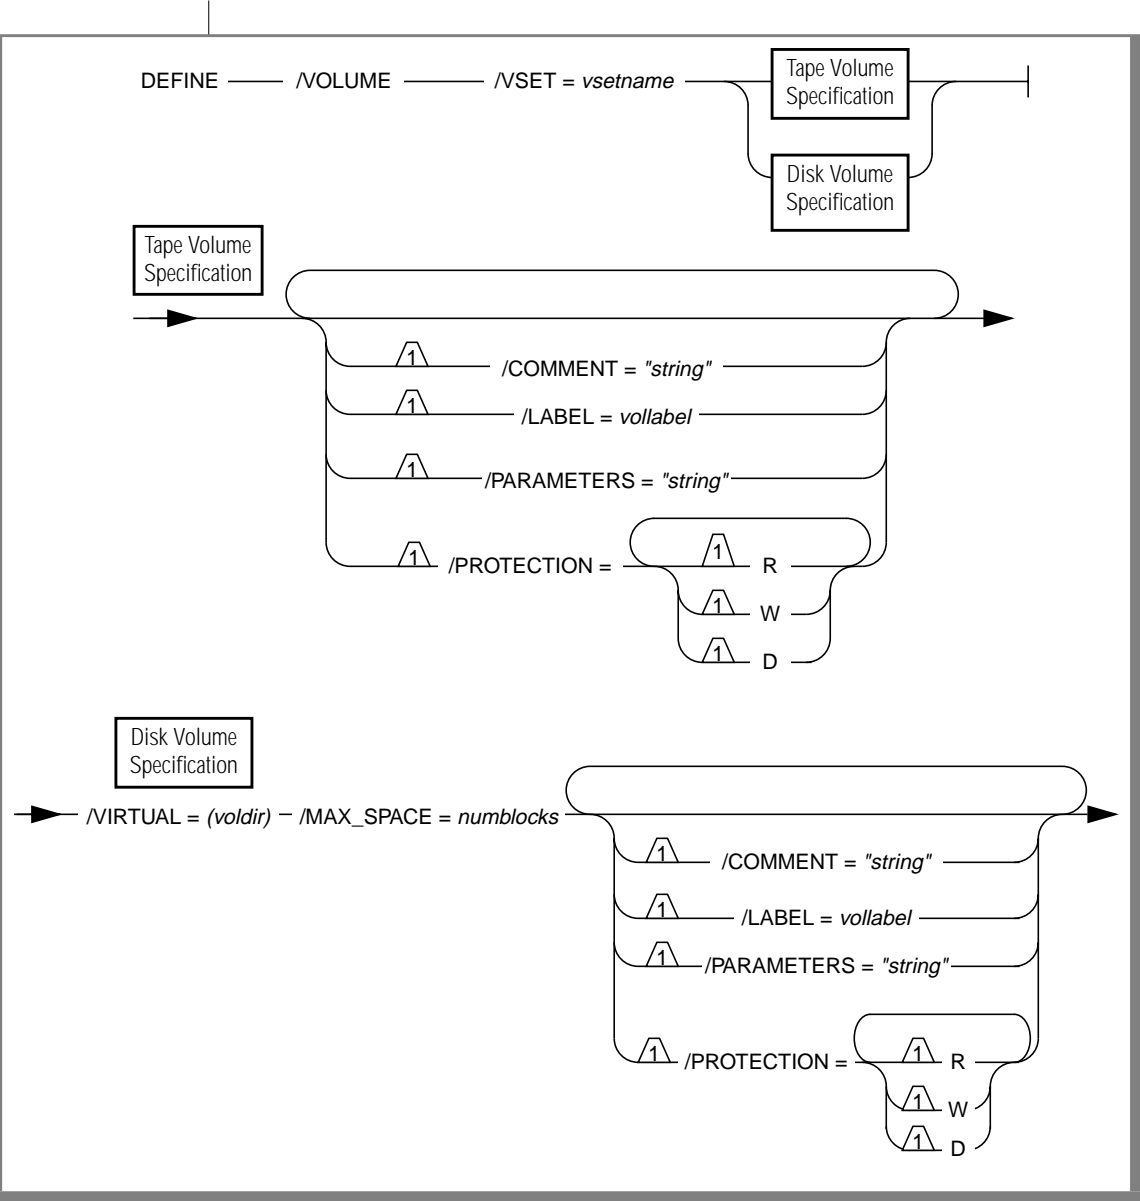 DEFINE /VOLUME /VSET = vsetname
Tape Volume
Specification
Disk Volume
Specification
Tape Volume
Specification
1 /COMMENT = "string"
1 /LABEL = vollabel
1 /PARAMETERS = "string"
1 /PROTECTION = 1 R
1 W
1 D
Disk Volume
Specification
/VIRTUAL = (voldir) /MAX_SPACE = numblocks
1 /COMMENT = "string"
1 /LABEL = vollabel
1 /PARAMETERS = "string"
1 /PROTECTION = 1 R
1 W
1 D